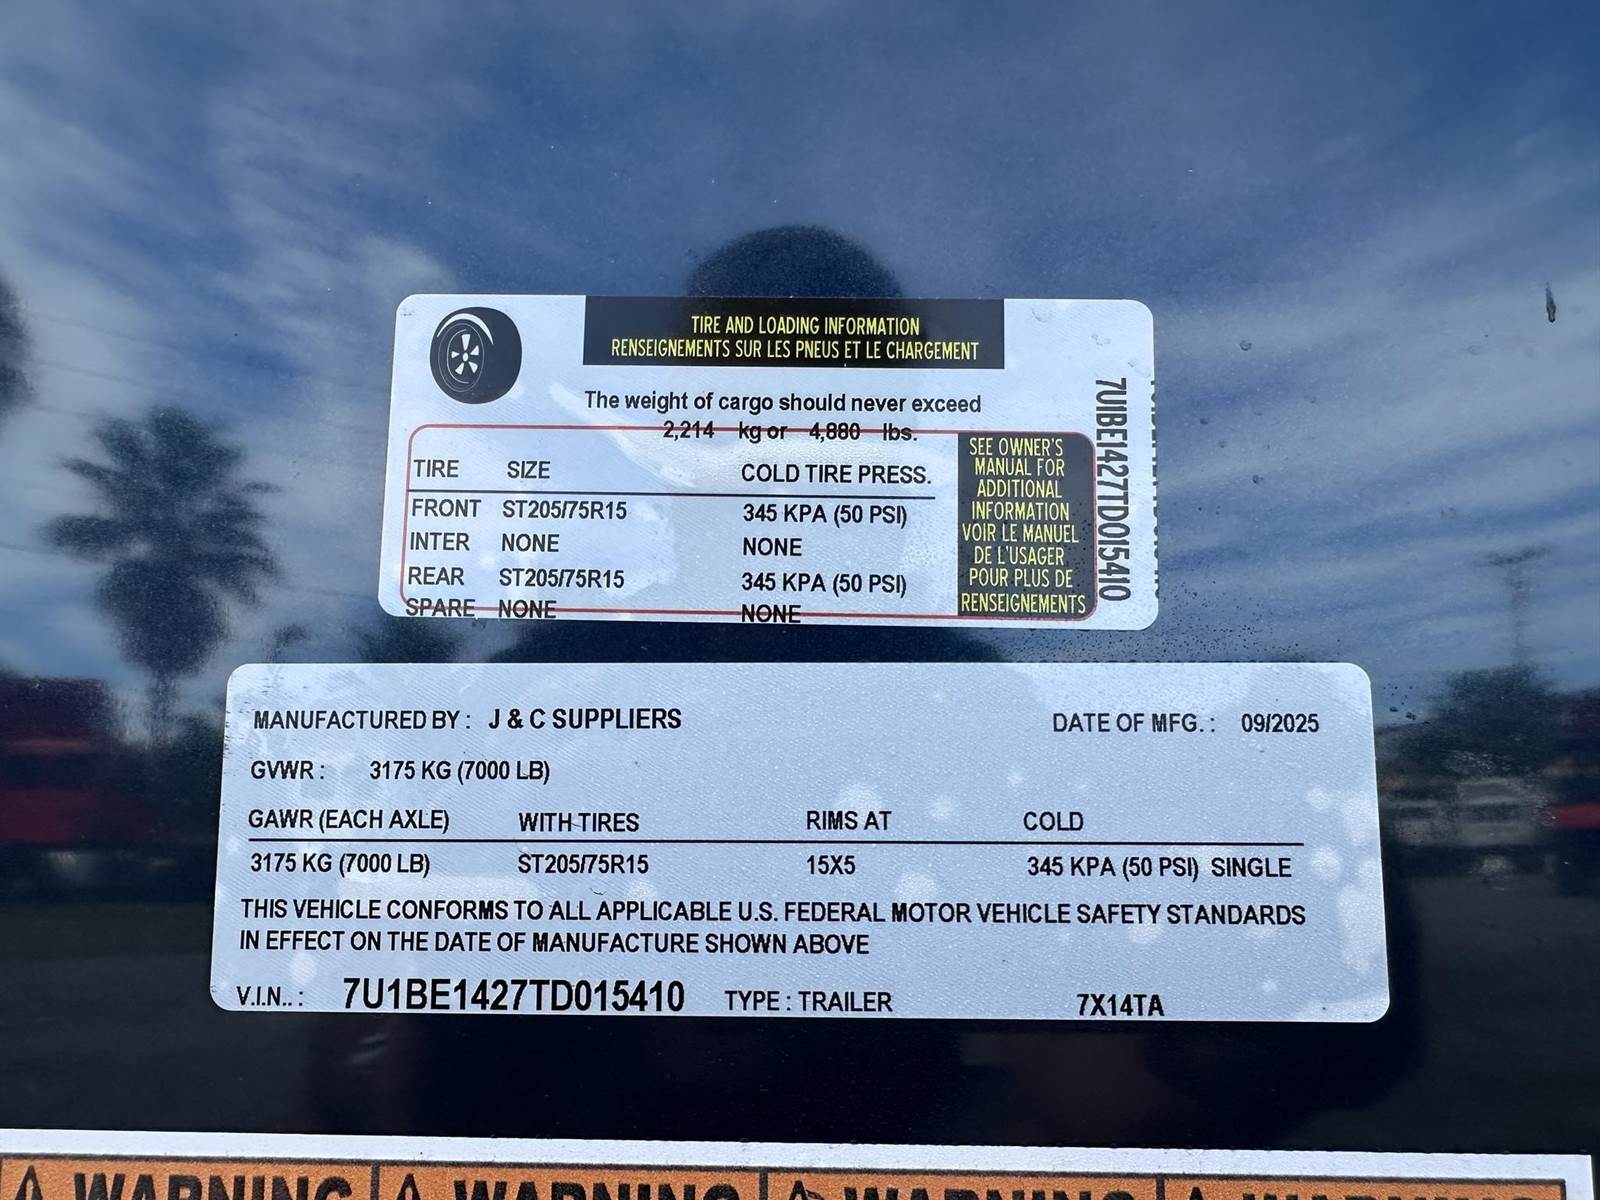 TIRE AND LOADING INFORMATION
RENSEIGNEMENTS SUR LES PNEUS ET LE CHARGEMENT
The weight of cargo should never exceed
2,214 kg or 4,880 lbs.
TIRE SIZE COLD TIRE PRESS.
FRONT ST205/75R15 345 KPA (50 PSI)
INTER NONE NONE
REAR ST205/75R15 345 KPA (50 PSI)
SPARE NONE NONE
SEE OWNER'S
MANUAL FOR
ADDITIONAL
INFORMATION
VOIR LE MANUEL
DE L'USAGER
POUR PLUS DE
RENSEIGNEMENTS
7U1BE1427TD015410
MANUFACTURED BY : J & C SUPPLIERS DATE OF MFG. : 09/2025
GVWR : 3175 KG (7000 LB)
GAWR (EACH AXLE) WITH TIRES RIMS AT COLD
3175 KG (7000 LB) ST205/75R15 15X5 345 KPA (50 PSI) SINGLE
THIS VEHICLE CONFORMS TO ALL APPLICABLE U.S. FEDERAL MOTOR VEHICLE SAFETY STANDARDS
IN EFFECT ON THE DATE OF MANUFACTURE SHOWN ABOVE
V.I.N.. : 7U1BE1427TD015410 TYPE : TRAILER 7X14TA
WARNING WARNING WARNING WARNING